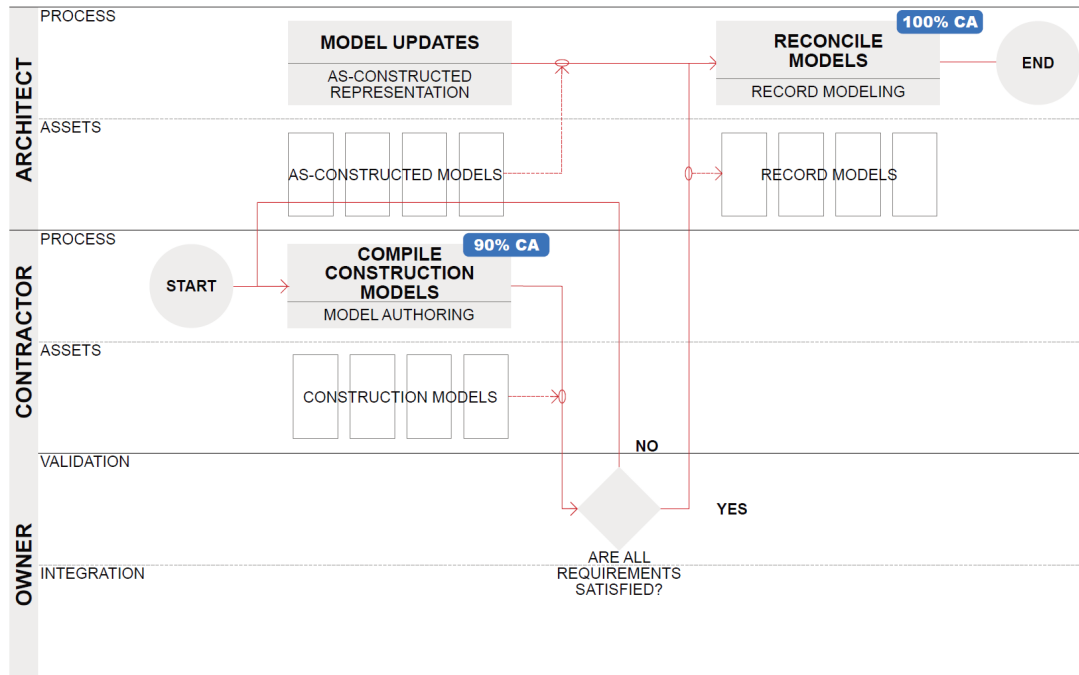 ARCHITECT
PROCESS
MODEL UPDATES
AS-CONSTRUCTED
REPRESENTATION
100% CA
RECONCILE
MODELS
RECORD MODELING
END
ASSETS
AS-CONSTRUCTED MODELS
RECORD MODELS
CONTRACTOR
PROCESS
START
90% CA
COMPILE
CONSTRUCTION
MODELS
MODEL AUTHORING
ASSETS
CONSTRUCTION MODELS
OWNER
VALIDATION
NO
YES
ARE ALL
REQUIREMENTS
SATISFIED?
INTEGRATION